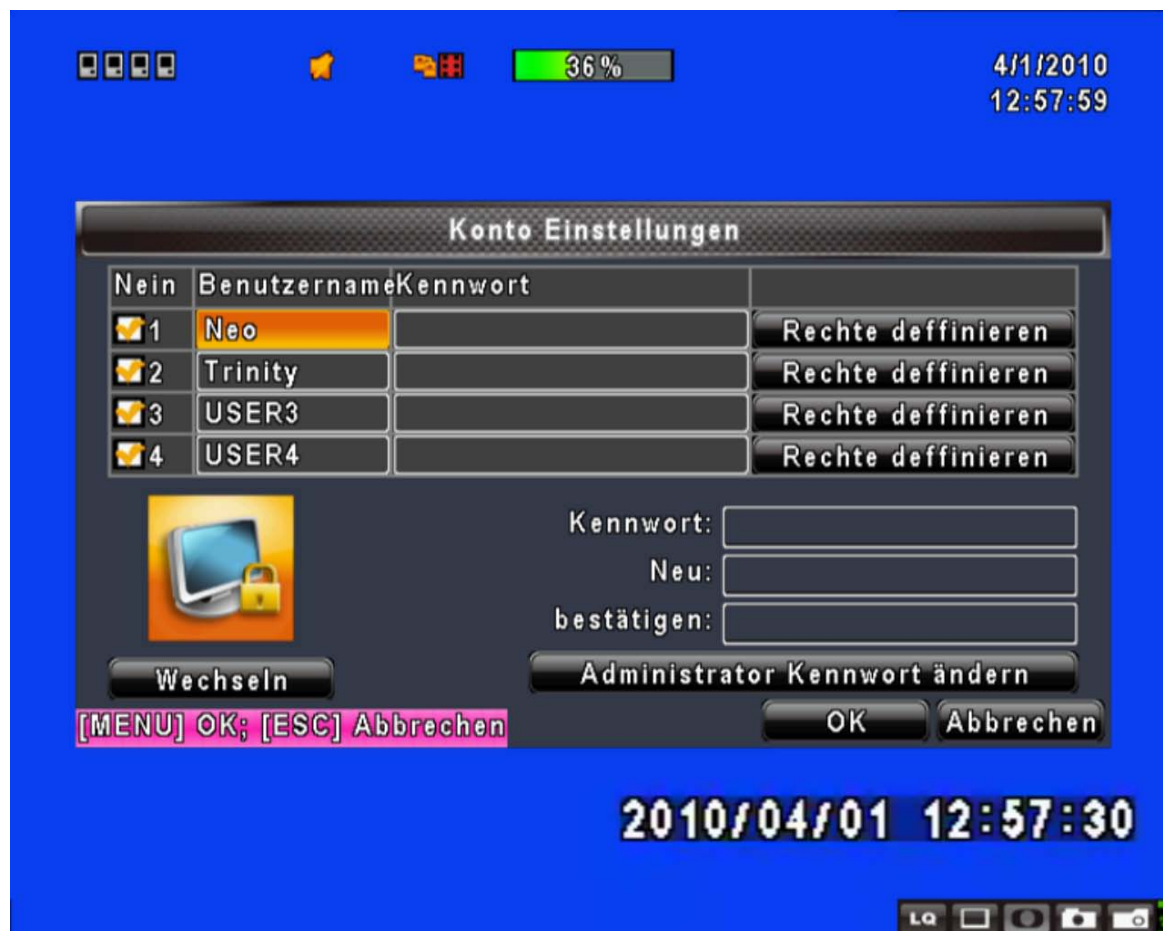 36% 4/1/2010
12:57:59
Konto Einstellungen
Nein Benutzername Kennwort
1 Neo Rechte deffinieren
2 Trinity Rechte deffinieren
3 USER3 Rechte deffinieren
4 USER4 Rechte deffinieren
Kennwort:
Neu:
bestätigen:
Wechseln Administrator Kennwort ändern
[MENU] OK; [ESC] Abbrechen OK Abbrechen
2010/04/01 12:57:30
LQ